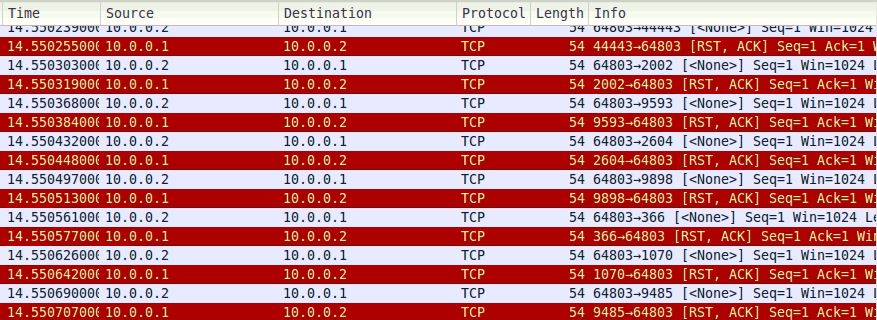 Time Source Destination Protocol Length Info
14.550239000 10.0.0.2 10.0.0.1 TCP 54 64803→44443 [<None>] Seq=1 Win=1024
14.550255000 10.0.0.1 10.0.0.2 TCP 54 44443→64803 [RST, ACK] Seq=1 Ack=1 W
14.550303000 10.0.0.2 10.0.0.1 TCP 54 64803→2002 [<None>] Seq=1 Win=1024 L
14.550319000 10.0.0.1 10.0.0.2 TCP 54 2002→64803 [RST, ACK] Seq=1 Ack=1 Wi
14.550368000 10.0.0.2 10.0.0.1 TCP 54 64803→9593 [<None>] Seq=1 Win=1024 L
14.550384000 10.0.0.1 10.0.0.2 TCP 54 9593→64803 [RST, ACK] Seq=1 Ack=1 Wi
14.550432000 10.0.0.2 10.0.0.1 TCP 54 64803→2604 [<None>] Seq=1 Win=1024 L
14.550448000 10.0.0.1 10.0.0.2 TCP 54 2604→64803 [RST, ACK] Seq=1 Ack=1 Wi
14.550497000 10.0.0.2 10.0.0.1 TCP 54 64803→9898 [<None>] Seq=1 Win=1024 L
14.550513000 10.0.0.1 10.0.0.2 TCP 54 9898→64803 [RST, ACK] Seq=1 Ack=1 Wi
14.550561000 10.0.0.2 10.0.0.1 TCP 54 64803→366 [<None>] Seq=1 Win=1024 Le
14.550577000 10.0.0.1 10.0.0.2 TCP 54 366→64803 [RST, ACK] Seq=1 Ack=1 Win
14.550626000 10.0.0.2 10.0.0.1 TCP 54 64803→1070 [<None>] Seq=1 Win=1024 L
14.550642000 10.0.0.1 10.0.0.2 TCP 54 1070→64803 [RST, ACK] Seq=1 Ack=1 Wi
14.550690000 10.0.0.2 10.0.0.1 TCP 54 64803→9485 [<None>] Seq=1 Win=1024 L
14.550707000 10.0.0.1 10.0.0.2 TCP 54 9485→64803 [RST, ACK] Seq=1 Ack=1 Wi